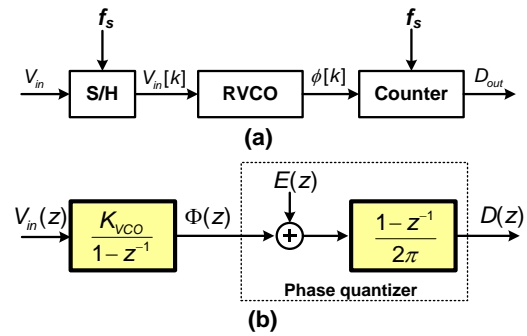 f_s f_s
V_in S/H V_in[k] RVCO ϕ[k] Counter D_out
(a)
E(z)
V_in(z) K_VCO / 1 - z^-1 Φ(z) + 1 - z^-1 / 2π D(z)
Phase quantizer
(b)